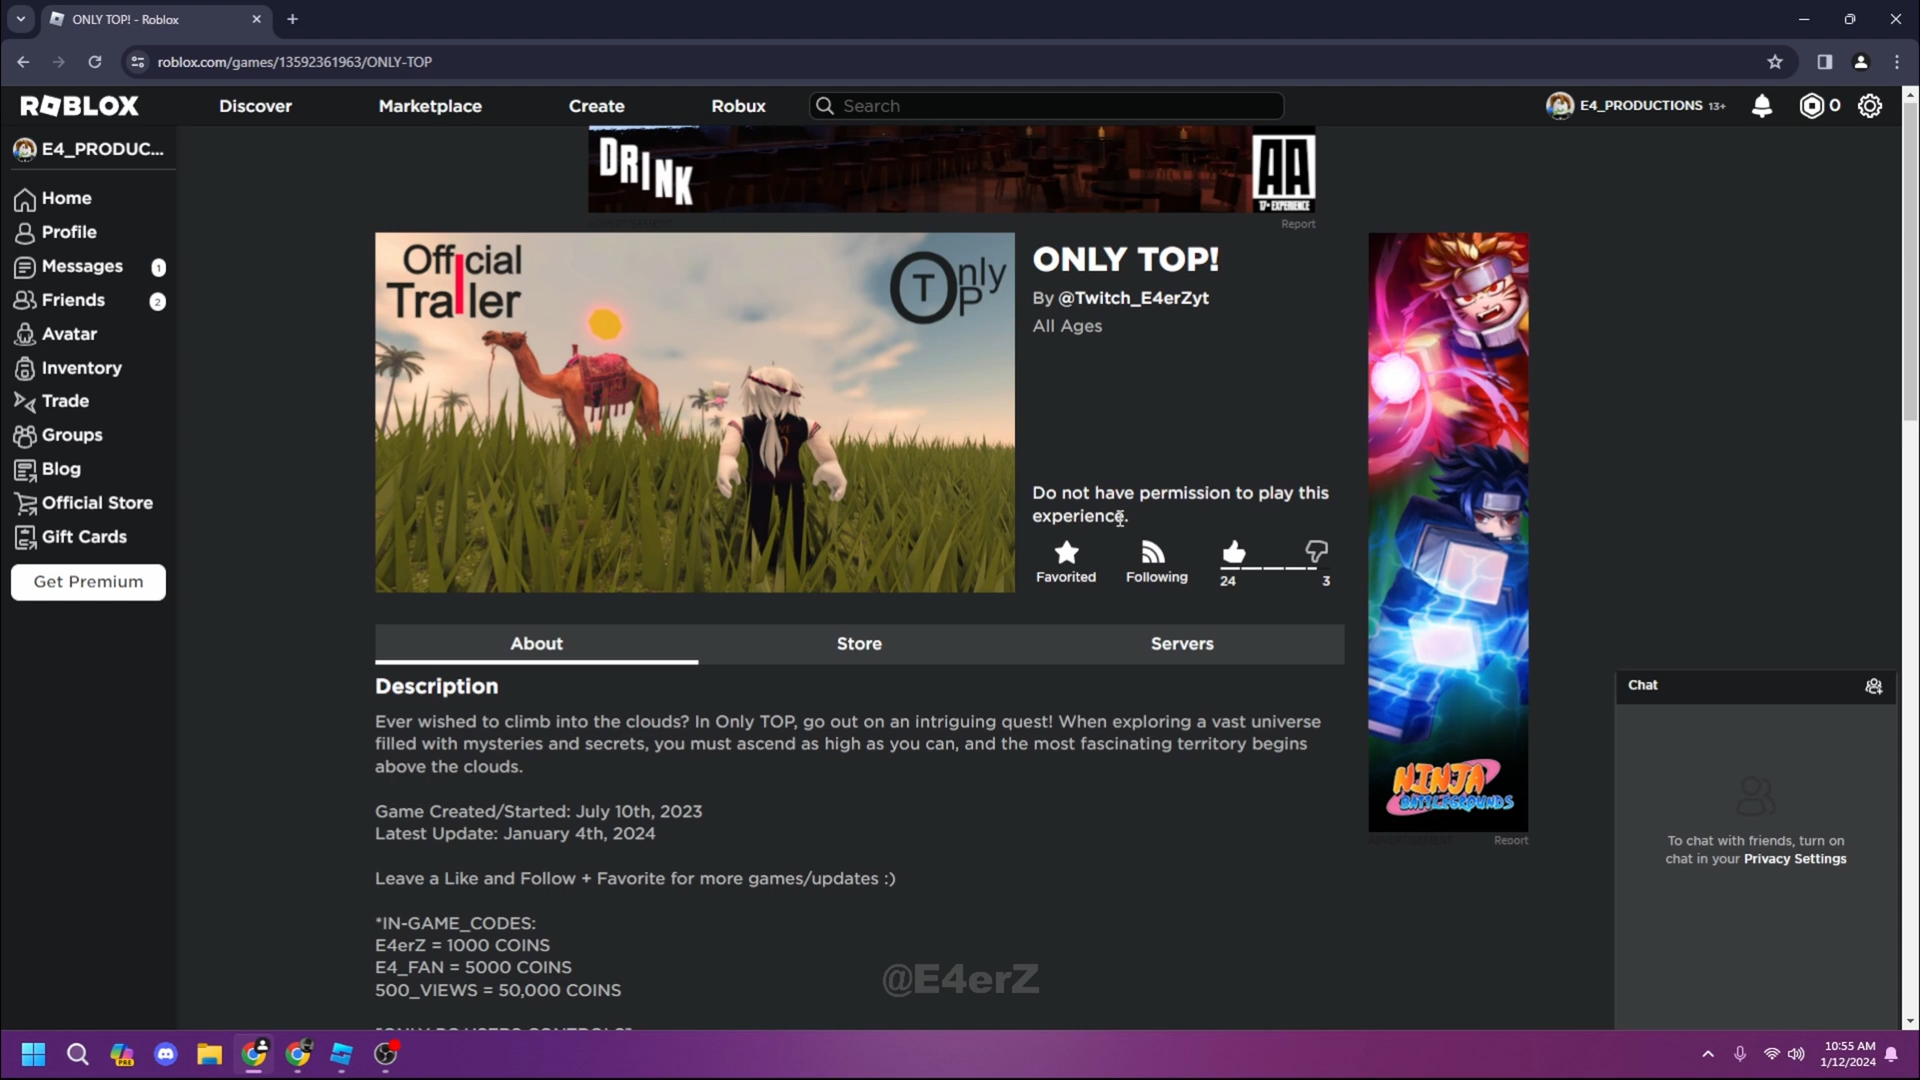 ONLY TOP! - Roblox
roblox.com/games/13592361963/ONLY-TOP
ROBLOX
Discover
Marketplace
Create
Robux
Search
E4_PRODUCTIONS 13+
0
E4_PRODUC...
Home
Profile
Messages 1
Friends 2
Avatar
Inventory
Trade
Groups
Blog
Official Store
Gift Cards
Get Premium
DRINK
AA
17+ EXPERIENCE
Report
Official
Trailer
Only
TOP
ONLY TOP!
By @Twitch_E4erZyt
All Ages
Do not have permission to play this
experience.
Favorited
Following
24
3
About
Store
Servers
Description
Ever wished to climb into the clouds? In Only TOP, go out on an intriguing quest! When exploring a vast universe
filled with mysteries and secrets, you must ascend as high as you can, and the most fascinating territory begins
above the clouds.
Game Created/Started: July 10th, 2023
Latest Update: January 4th, 2024
Leave a Like and Follow + Favorite for more games/updates :)
*IN-GAME_CODES:
E4erZ = 1000 COINS
E4_FAN = 5000 COINS
500_VIEWS = 50,000 COINS
@E4erZ
NINJA
BATTLEGROUNDS
ADVERTISEMENT
Report
Chat
To chat with friends, turn on
chat in your Privacy Settings
PRE
10:55 AM
1/12/2024